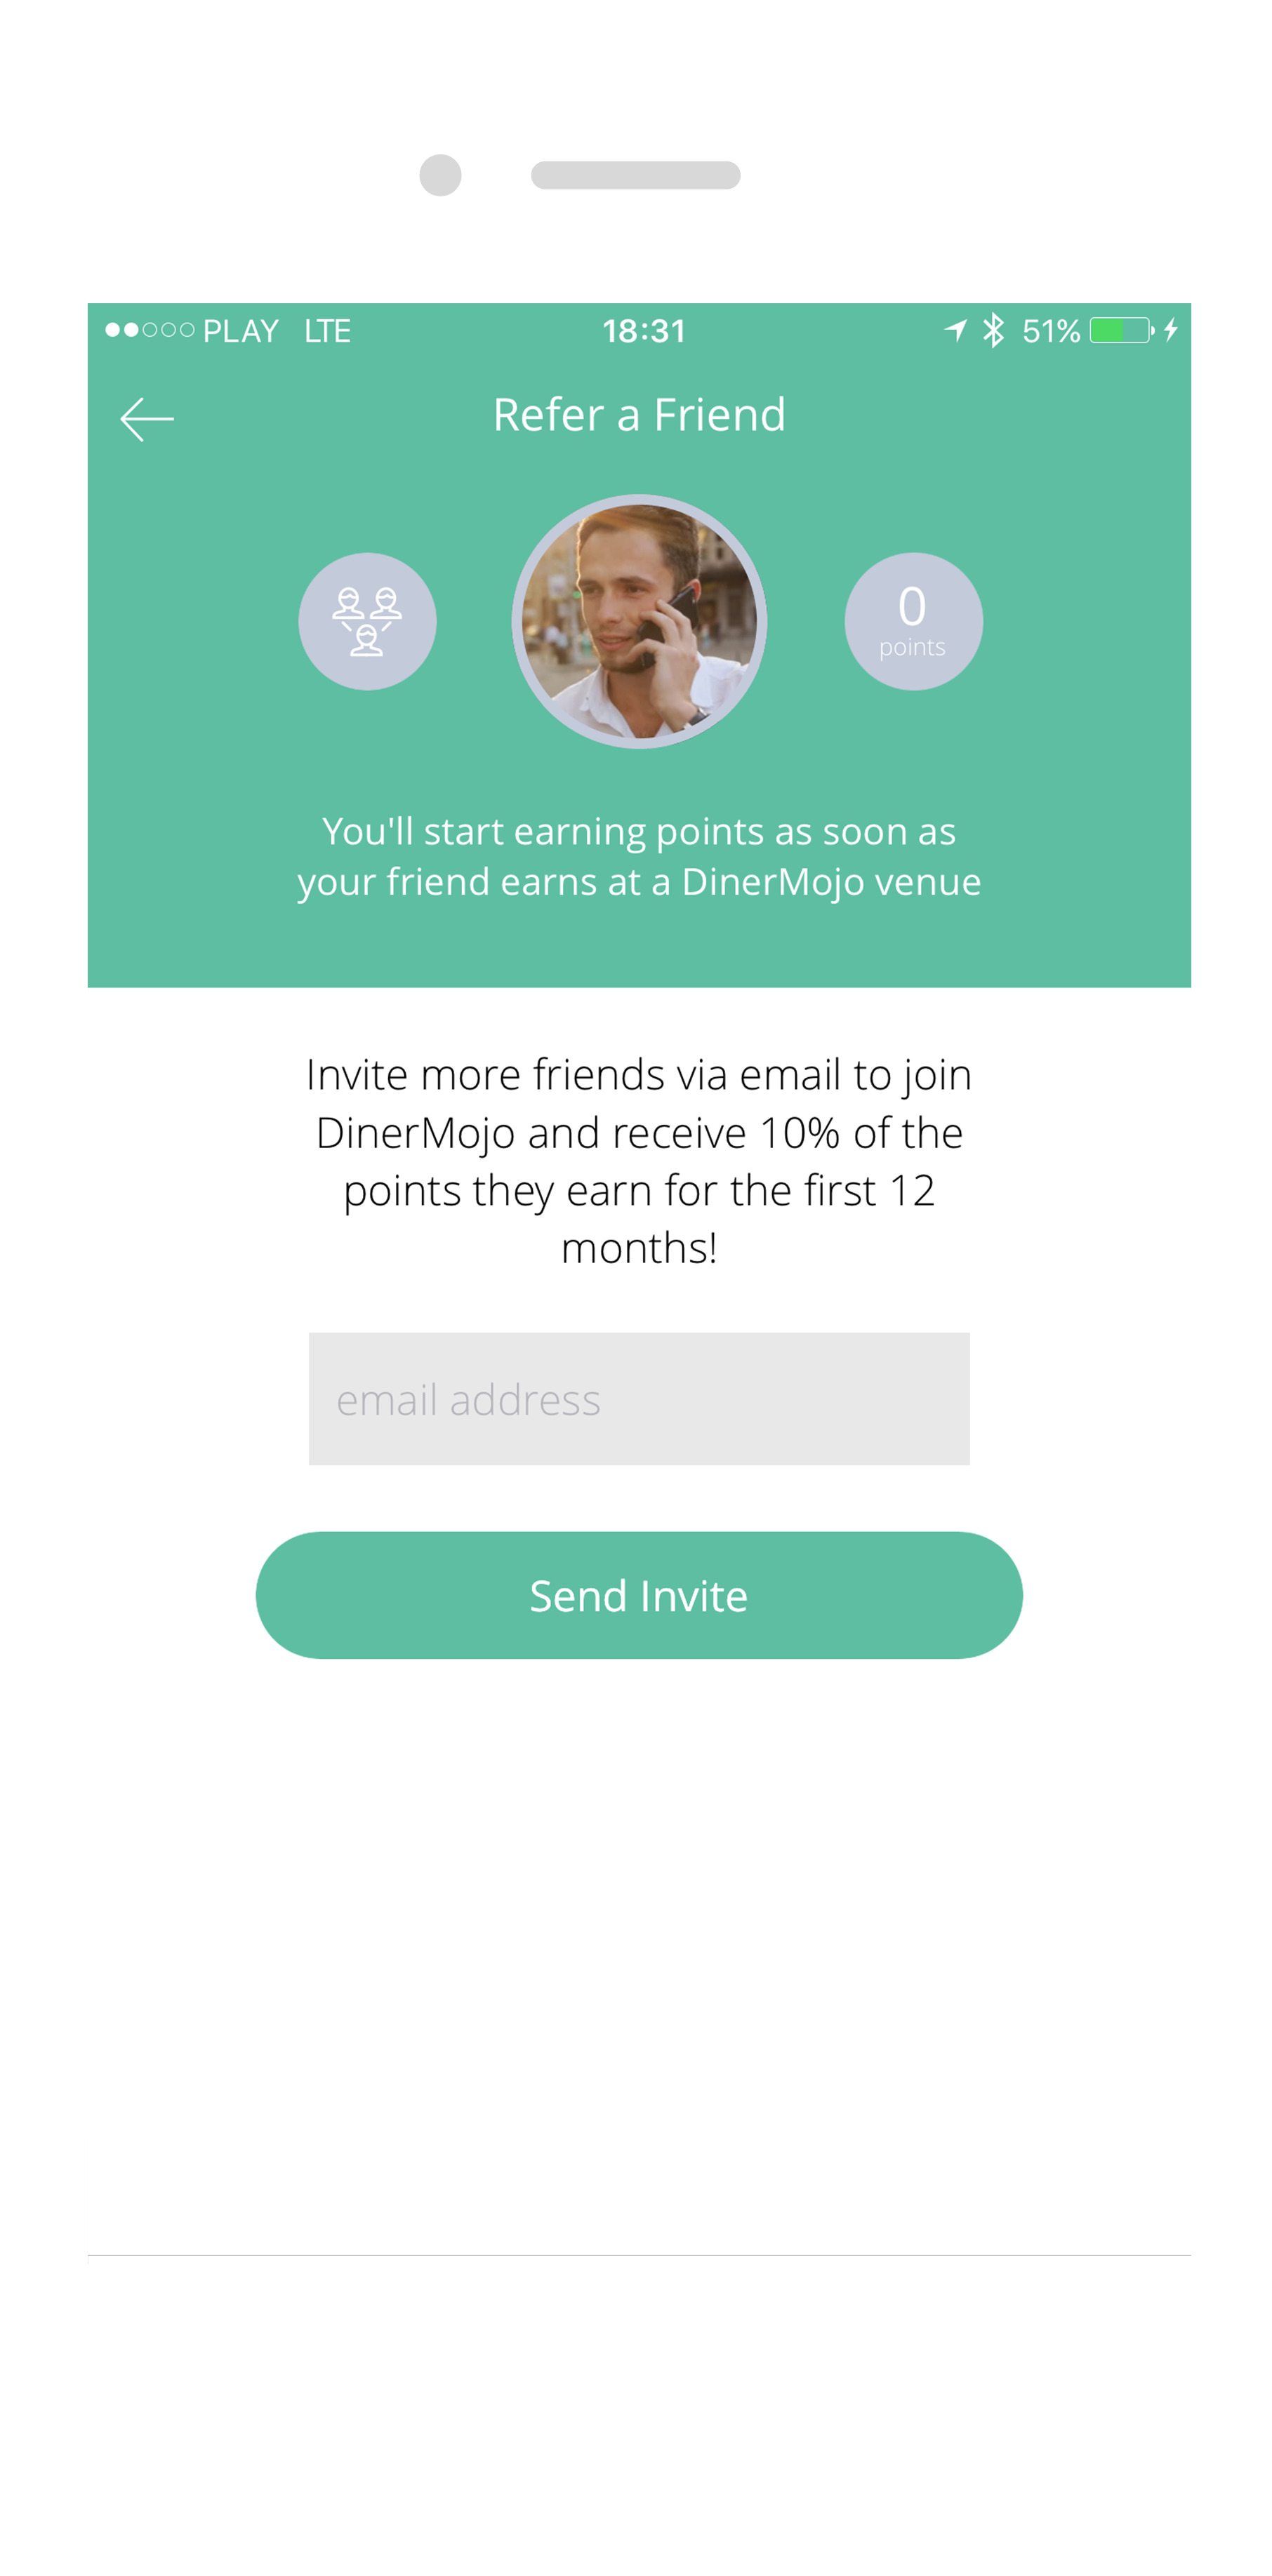 PLAY LTE 18:31 51%
Refer a Friend
0
points
You'll start earning points as soon as
your friend earns at a DinerMojo venue
Invite more friends via email to join
DinerMojo and receive 10% of the
points they earn for the first 12
months!
email address
Send Invite